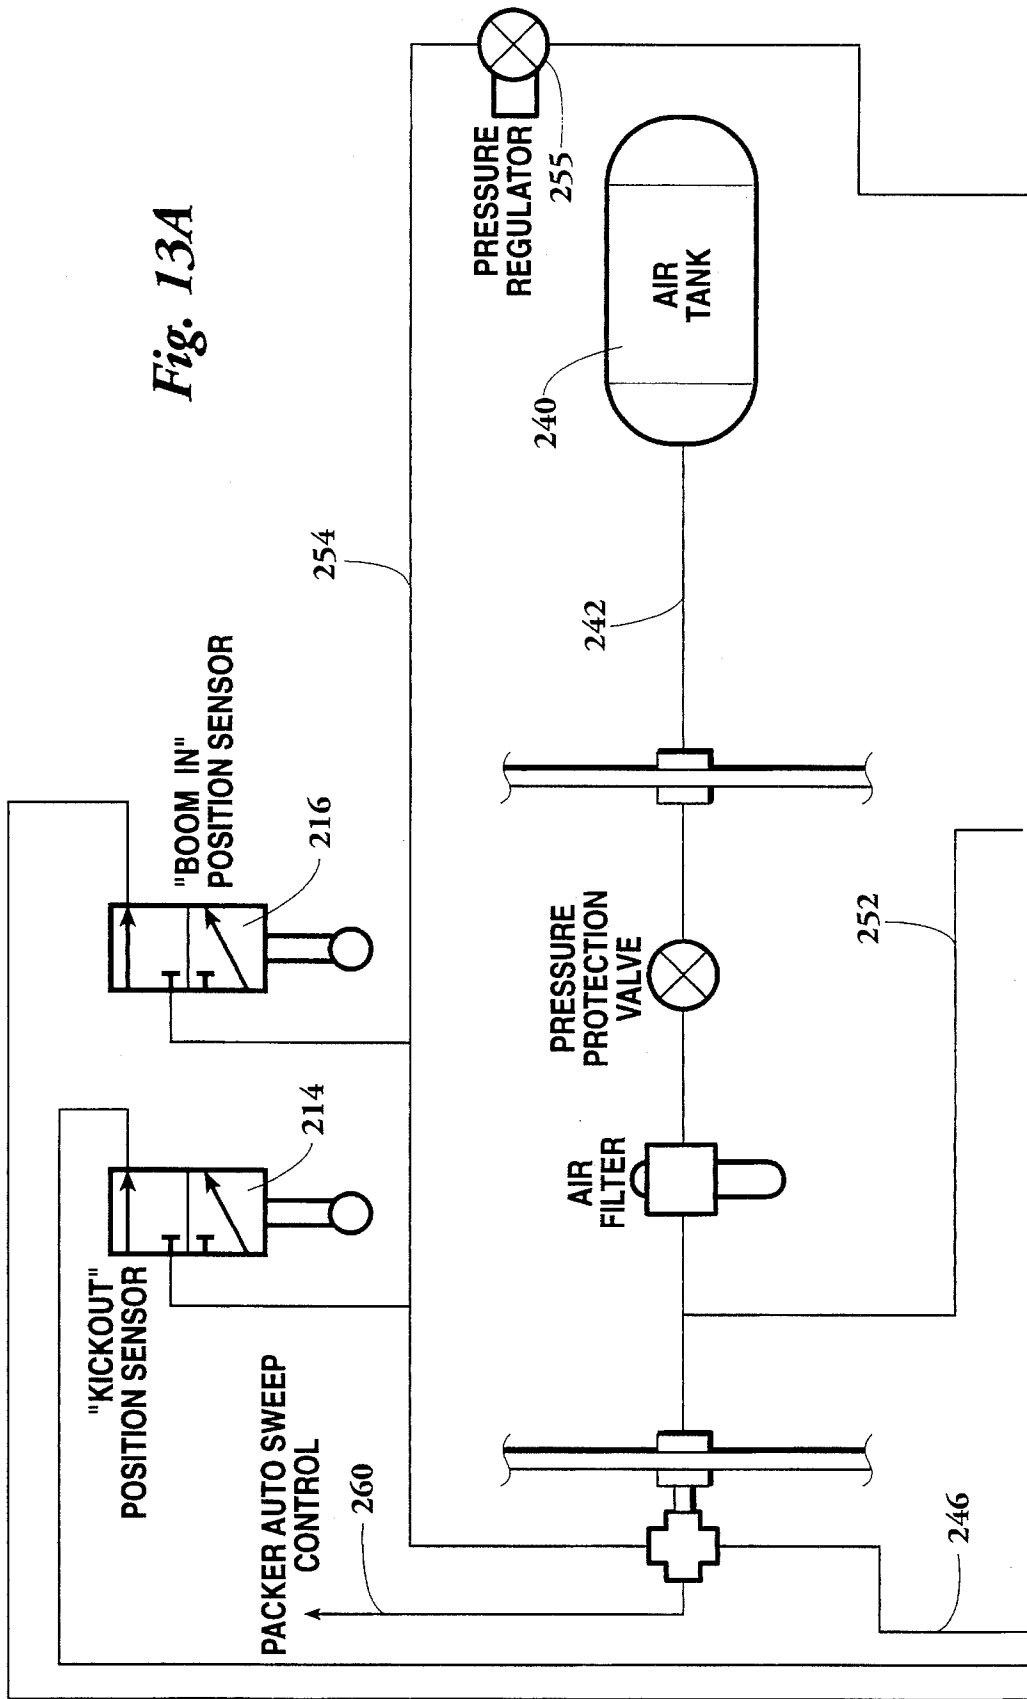 Fig. 13A
"KICKOUT"
POSITION SENSOR
214
"BOOM IN"
POSITION SENSOR
216
PACKER AUTO SWEEP
CONTROL
260
254
PRESSURE
REGULATOR
255
AIR
FILTER
PRESSURE
PROTECTION
VALVE
242
240
AIR
TANK
246
252